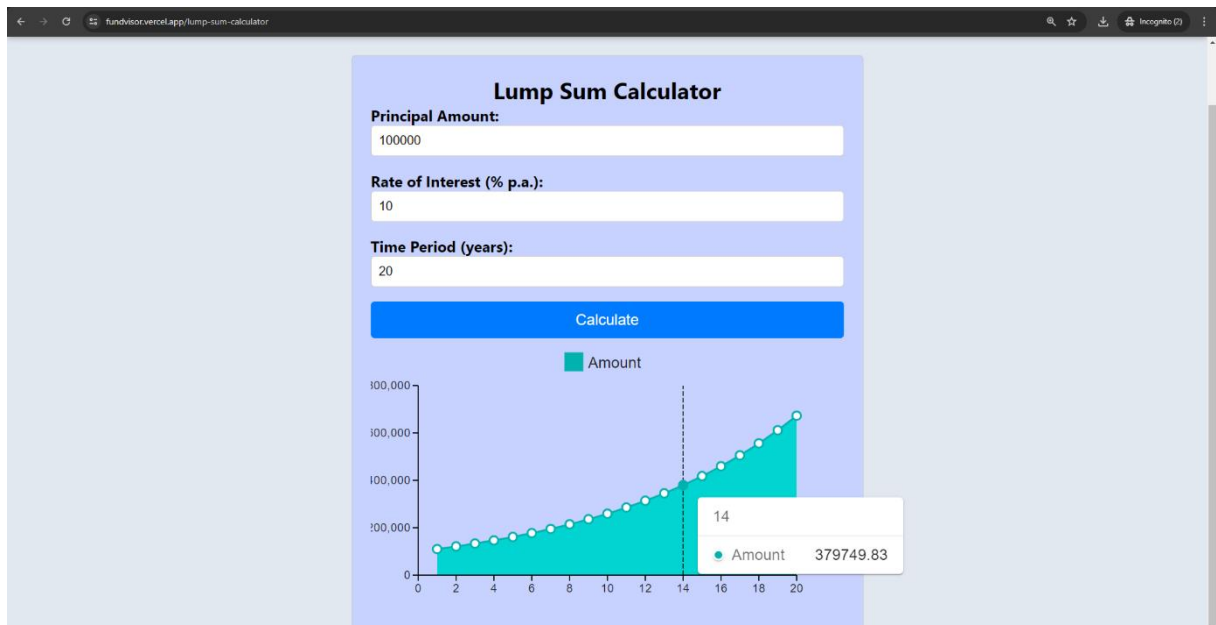 fundvisor.vercel.app/lump-sum-calculator
Incognito (2)
Lump Sum Calculator
Principal Amount:
100000
Rate of Interest (% p.a.):
10
Time Period (years):
20
Calculate
Amount
00,000
00,000
00,000
200,000
0
0 2 4 6 8 10 12 14 16 18 20
14
Amount 379749.83